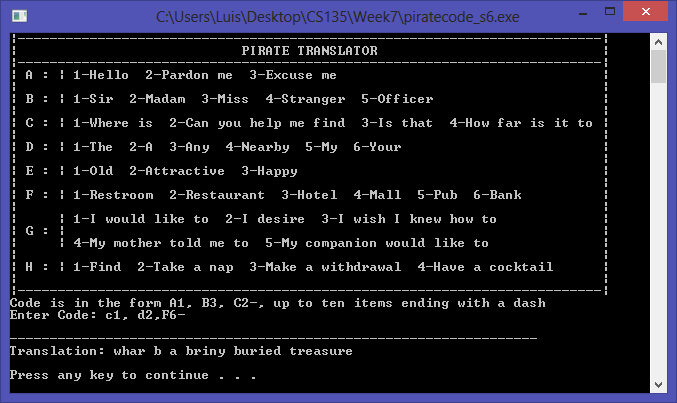 C:\Users\Luis\Desktop\CS135\Week7\piratecode_s6.exe
PIRATE TRANSLATOR
A : | 1-Hello 2-Pardon me 3-Excuse me
B : | 1-Sir 2-Madam 3-Miss 4-Stranger 5-Officer
C : | 1-Where is 2-Can you help me find 3-Is that 4-How far is it to
D : | 1-The 2-A 3-Any 4-Nearby 5-My 6-Your
E : | 1-Old 2-Attractive 3-Happy
F : | 1-Restroom 2-Restaurant 3-Hotel 4-Mall 5-Pub 6-Bank
G : | 1-I would like to 2-I desire 3-I wish I knew how to
4-My mother told me to 5-My companion would like to
H : | 1-Find 2-Take a nap 3-Make a withdrawal 4-Have a cocktail
Code is in the form A1, B3, C2-, up to ten items ending with a dash
Enter Code: c1, d2,F6-
Translation: whar b a briny buried treasure
Press any key to continue . . .